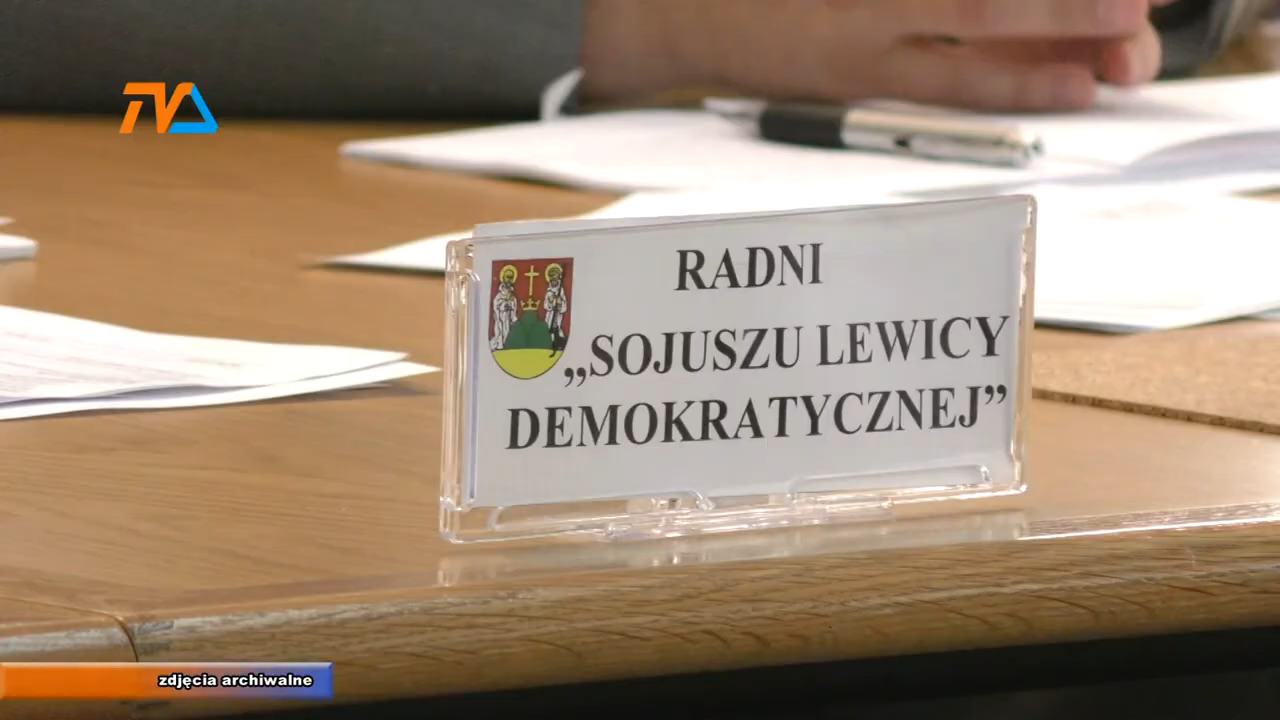 TVA
RADNI
„SOJUSZU LEWICY
DEMOKRATYCZNEJ”
zdjęcia archiwalne